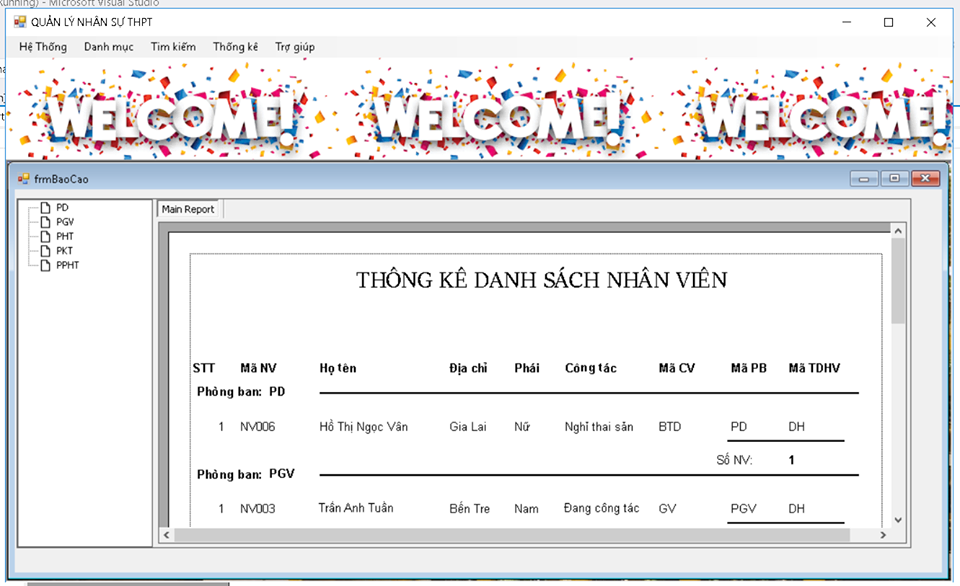 Running) - Microsoft Visual Studio
QUẢN LÝ NHÂN SỰ THPT
Hệ Thống Danh mục Tìm kiếm Thống kê Trợ giúp
WELCOME! WELCOME! WELCOME!
frmBaoCao
PD
PGV
PHT
PKT
PPHT
Main Report
THÔNG KÊ DANH SÁCH NHÂN VIÊN
STT Mã NV Họ tên Địa chỉ Phái Công tác Mã CV Mã PB Mã TDHV
Phòng ban: PD
1 NV006 Hồ Thị Ngọc Vân Gia Lai Nữ Nghỉ thai sản BTD PD DH
Số NV: 1
Phòng ban: PGV
1 NV003 Trần Anh Tuấn Bến Tre Nam Đang công tác GV PGV DH